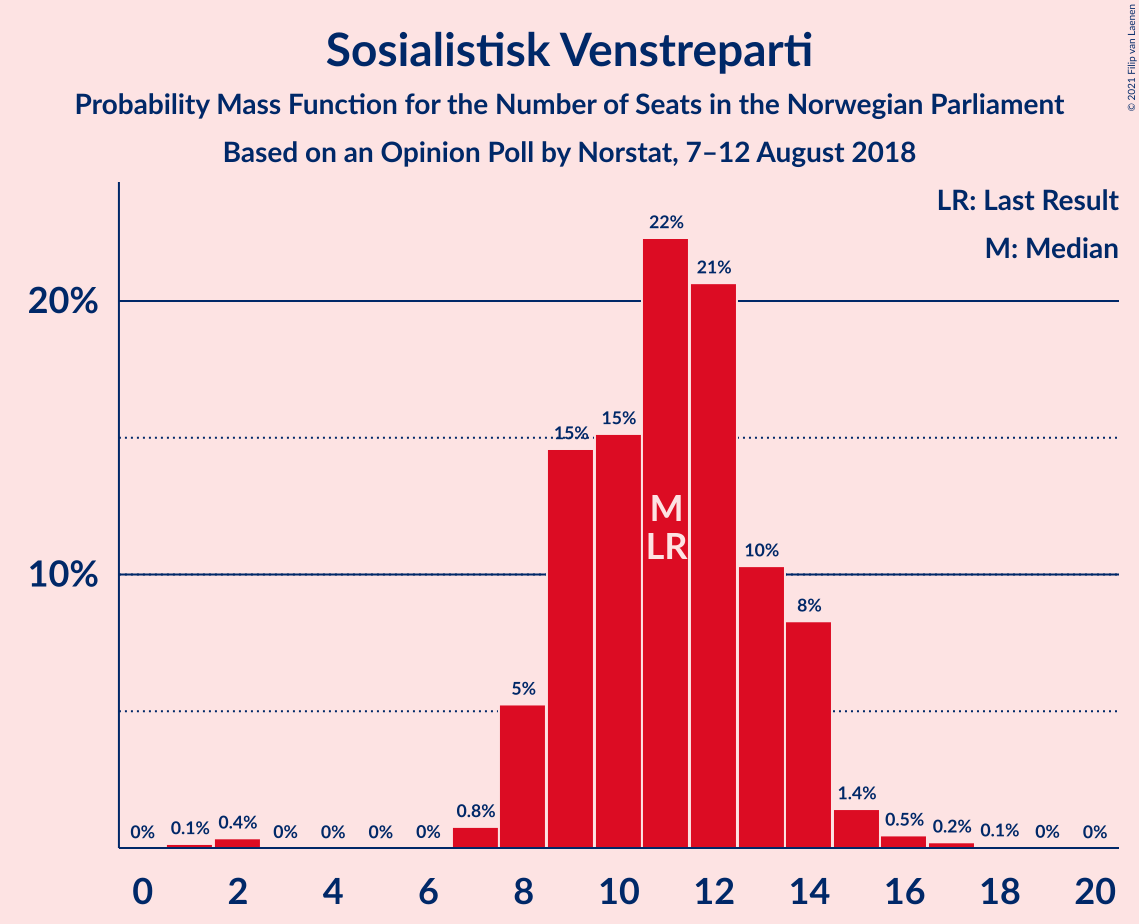 Sosialistisk Venstreparti
Probability Mass Function for the Number of Seats in the Norwegian Parliament
Based on an Opinion Poll by Norstat, 7–12 August 2018
© 2021 Filip van Laenen
LR: Last Result
M: Median
20%
10%
0%
0.1%
0.4%
0%
0%
0%
0%
0.8%
5%
15%
15%
22%
21%
10%
8%
1.4%
0.5%
0.2%
0.1%
0%
0%
M
LR
0 2 4 6 8 10 12 14 16 18 20